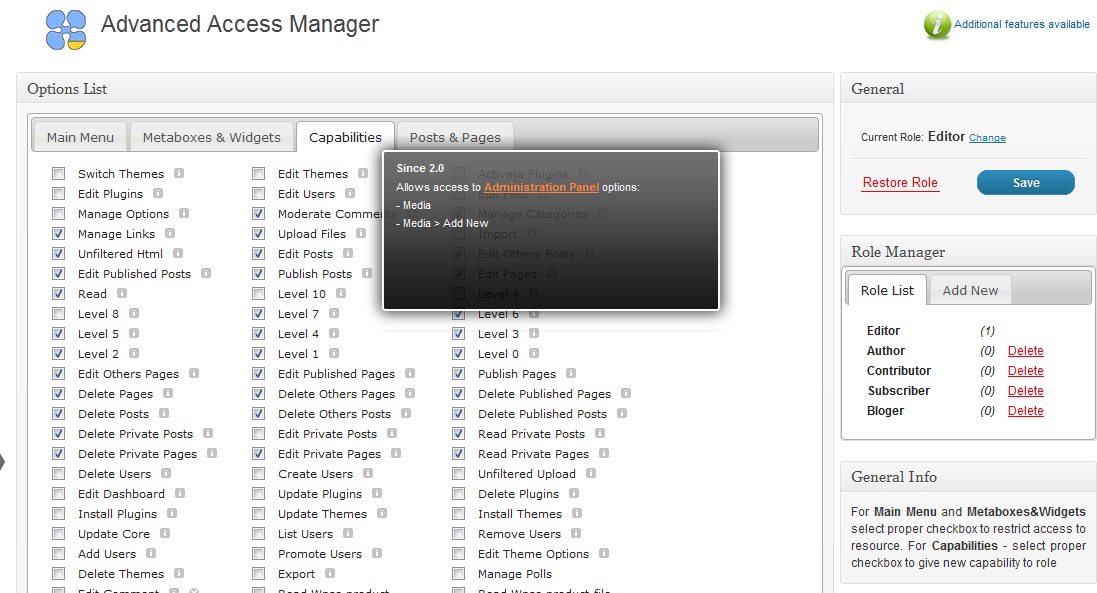 Advanced Access Manager
Additional features available
Options List
Main Menu Metaboxes & Widgets Capabilities Posts & Pages
Switch Themes Edit Themes Activate Plugins
Edit Plugins Edit Users Edit Files
Manage Options Moderate Comments Manage Categories
Manage Links Upload Files Import
Unfiltered Html Edit Posts Edit Others Posts
Edit Published Posts Publish Posts Edit Pages
Read Level 10 Level 9
Level 8 Level 7 Level 6
Level 5 Level 4 Level 3
Level 2 Level 1 Level 0
Edit Others Pages Edit Published Pages Publish Pages
Delete Pages Delete Others Pages Delete Published Pages
Delete Posts Delete Others Posts Delete Published Posts
Delete Private Posts Edit Private Posts Read Private Posts
Delete Private Pages Edit Private Pages Read Private Pages
Delete Users Create Users Unfiltered Upload
Edit Dashboard Update Plugins Delete Plugins
Install Plugins Update Themes Install Themes
Update Core List Users Remove Users
Add Users Promote Users Edit Theme Options
Delete Themes Export Manage Polls
Since 2.0
Allows access to Administration Panel options:
- Media
- Media > Add New
General
Current Role: Editor Change
Restore Role Save
Role Manager
Role List Add New
Editor (1)
Author (0) Delete
Contributor (0) Delete
Subscriber (0) Delete
Bloger (0) Delete
General Info
For Main Menu and Metaboxes&Widgets
select proper checkbox to restrict access to
resource. For Capabilities - select proper
checkbox to give new capability to role